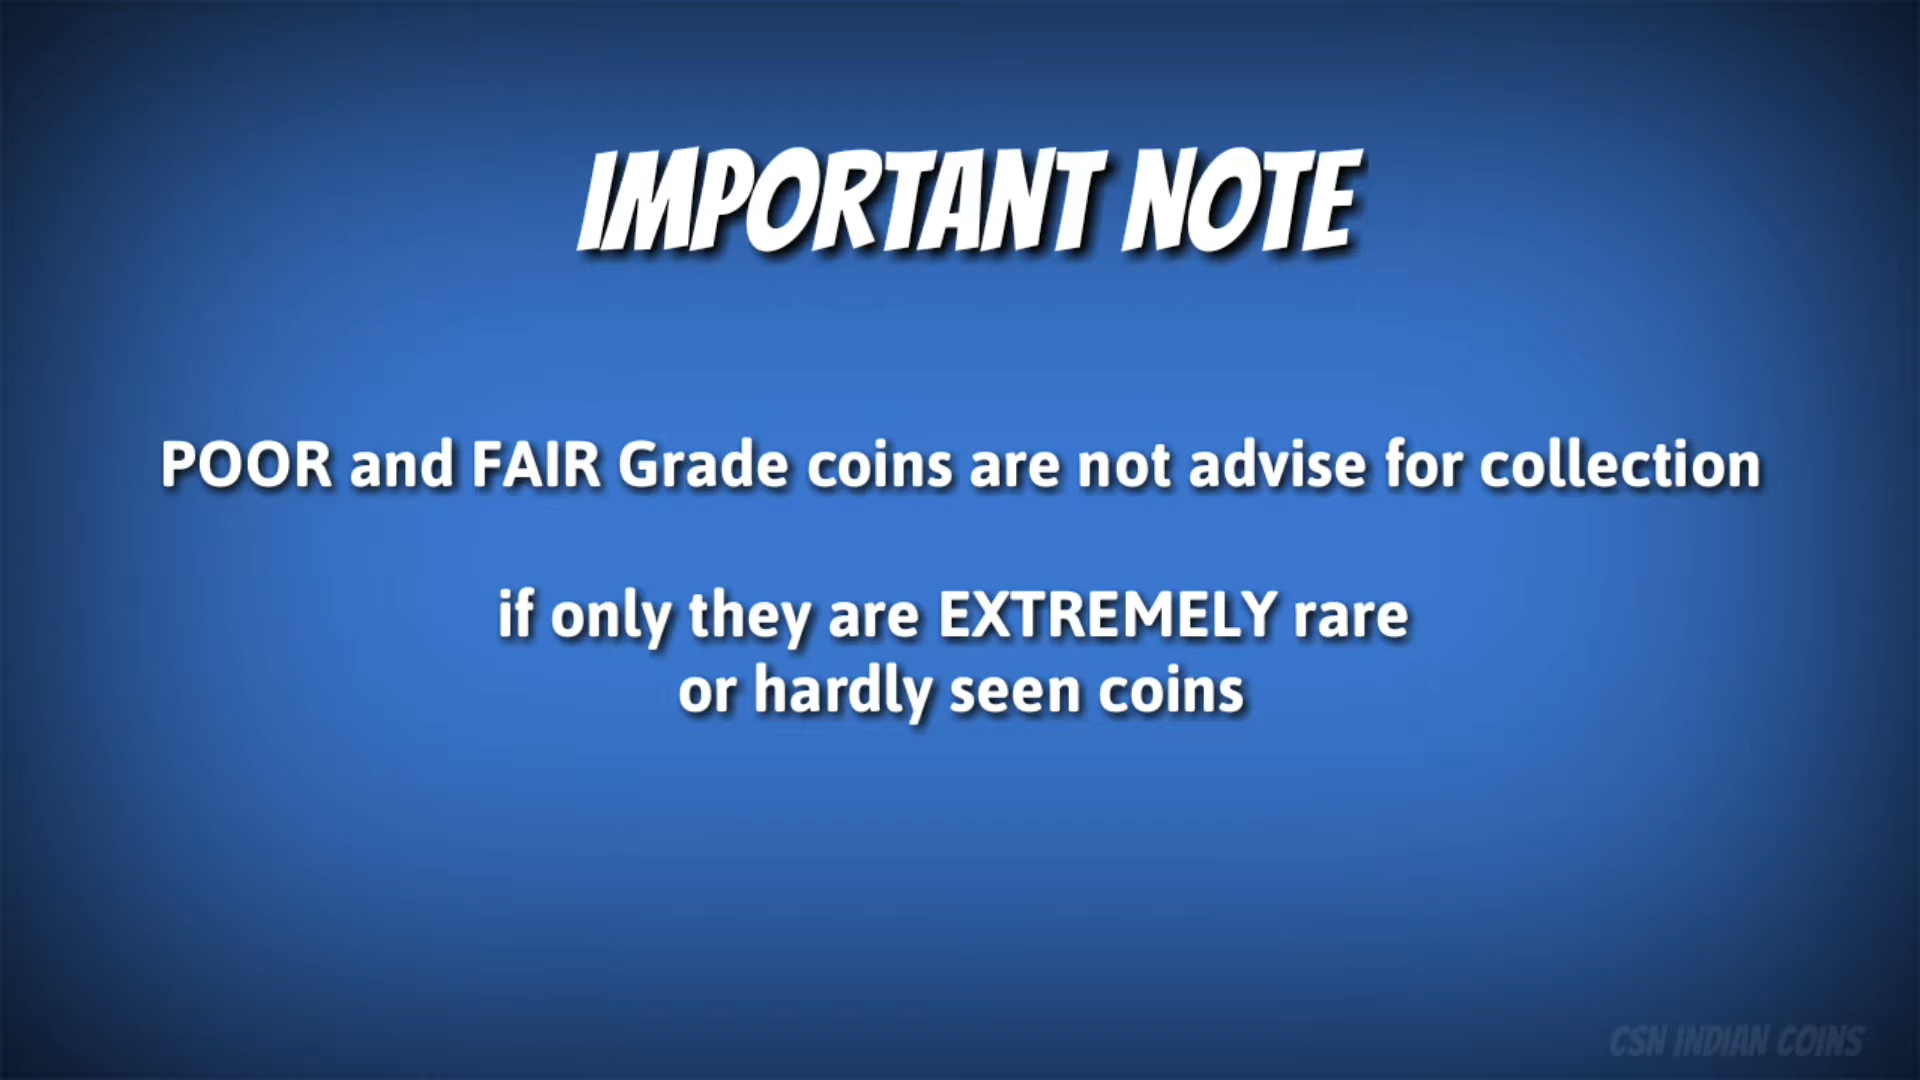 IMPORTANT NOTE
POOR and FAIR Grade coins are not advise for collection
if only they are EXTREMELY rare
or hardly seen coins
CSN INDIAN COINS